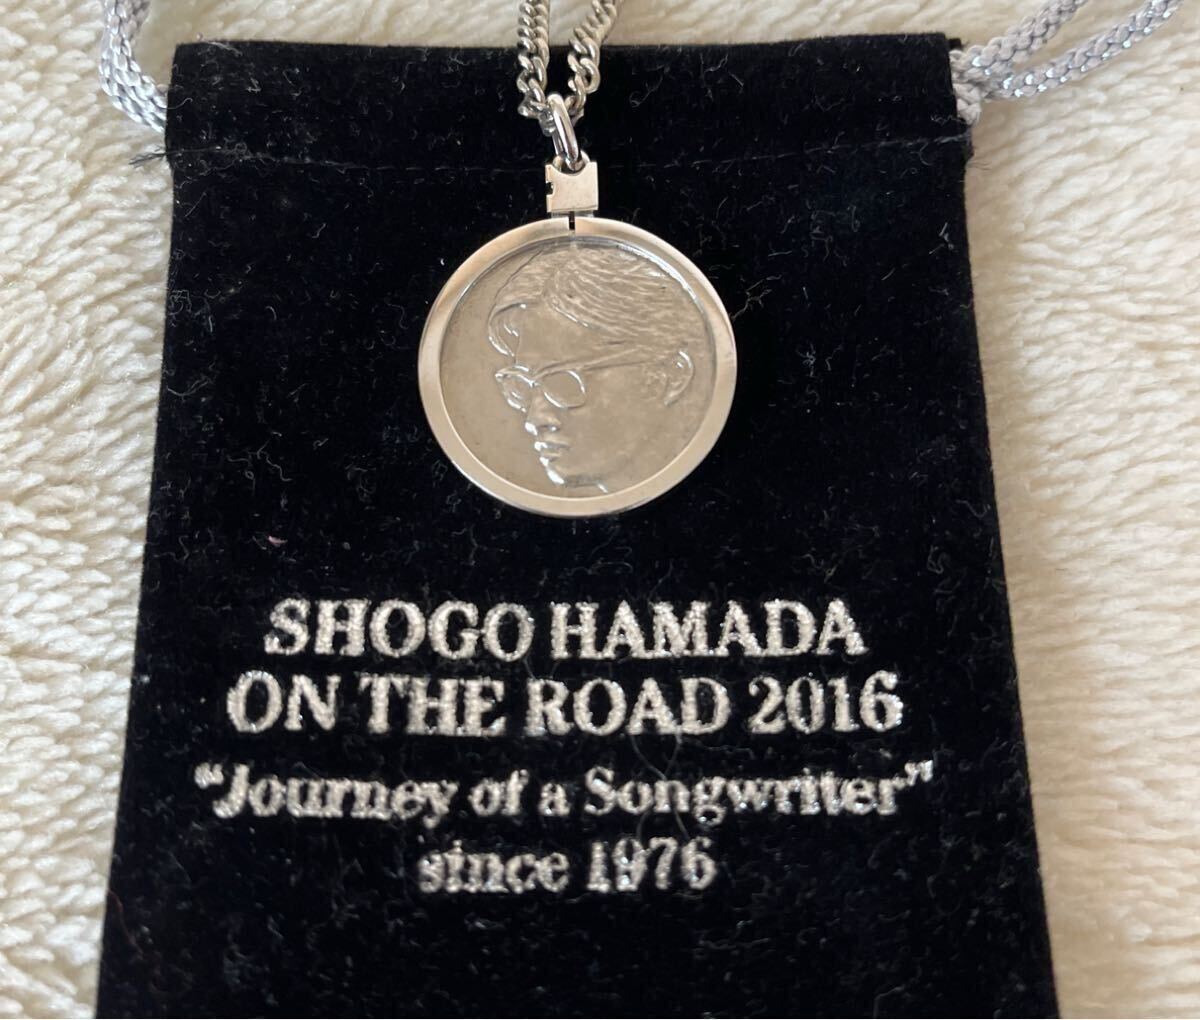 SHOGO HAMADA
ON THE ROAD 2016
“Journey of a Songwriter”
since 1976